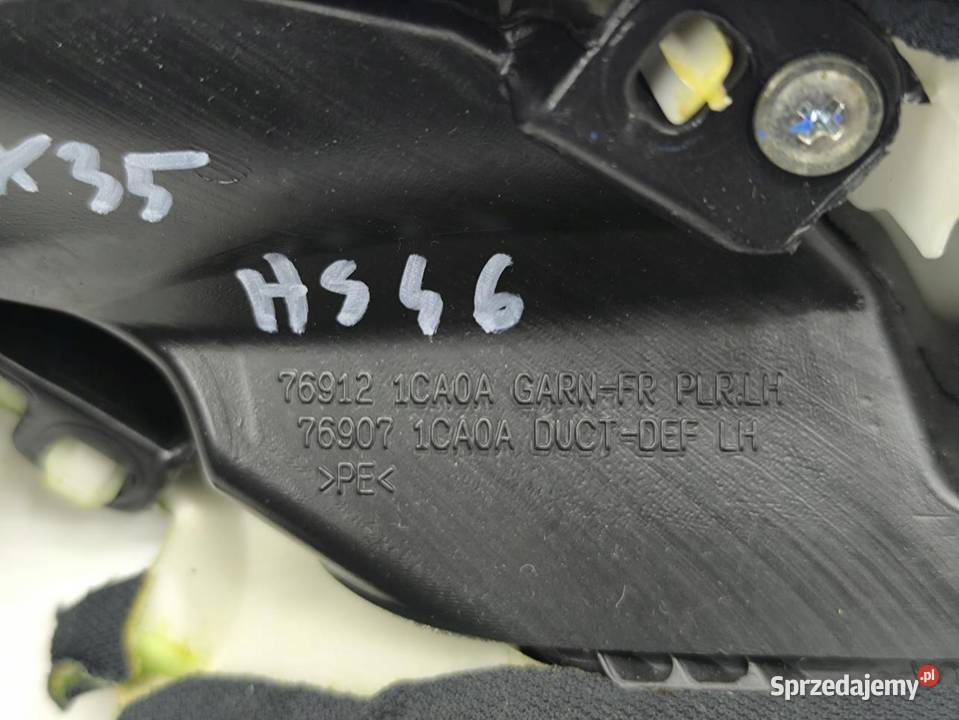 x35
HS46
76912 1CA0A GARN-FR PLR.LH
76907 1CA0A DUCT-DEF LH
>PE<
Sprzedajemy.pl